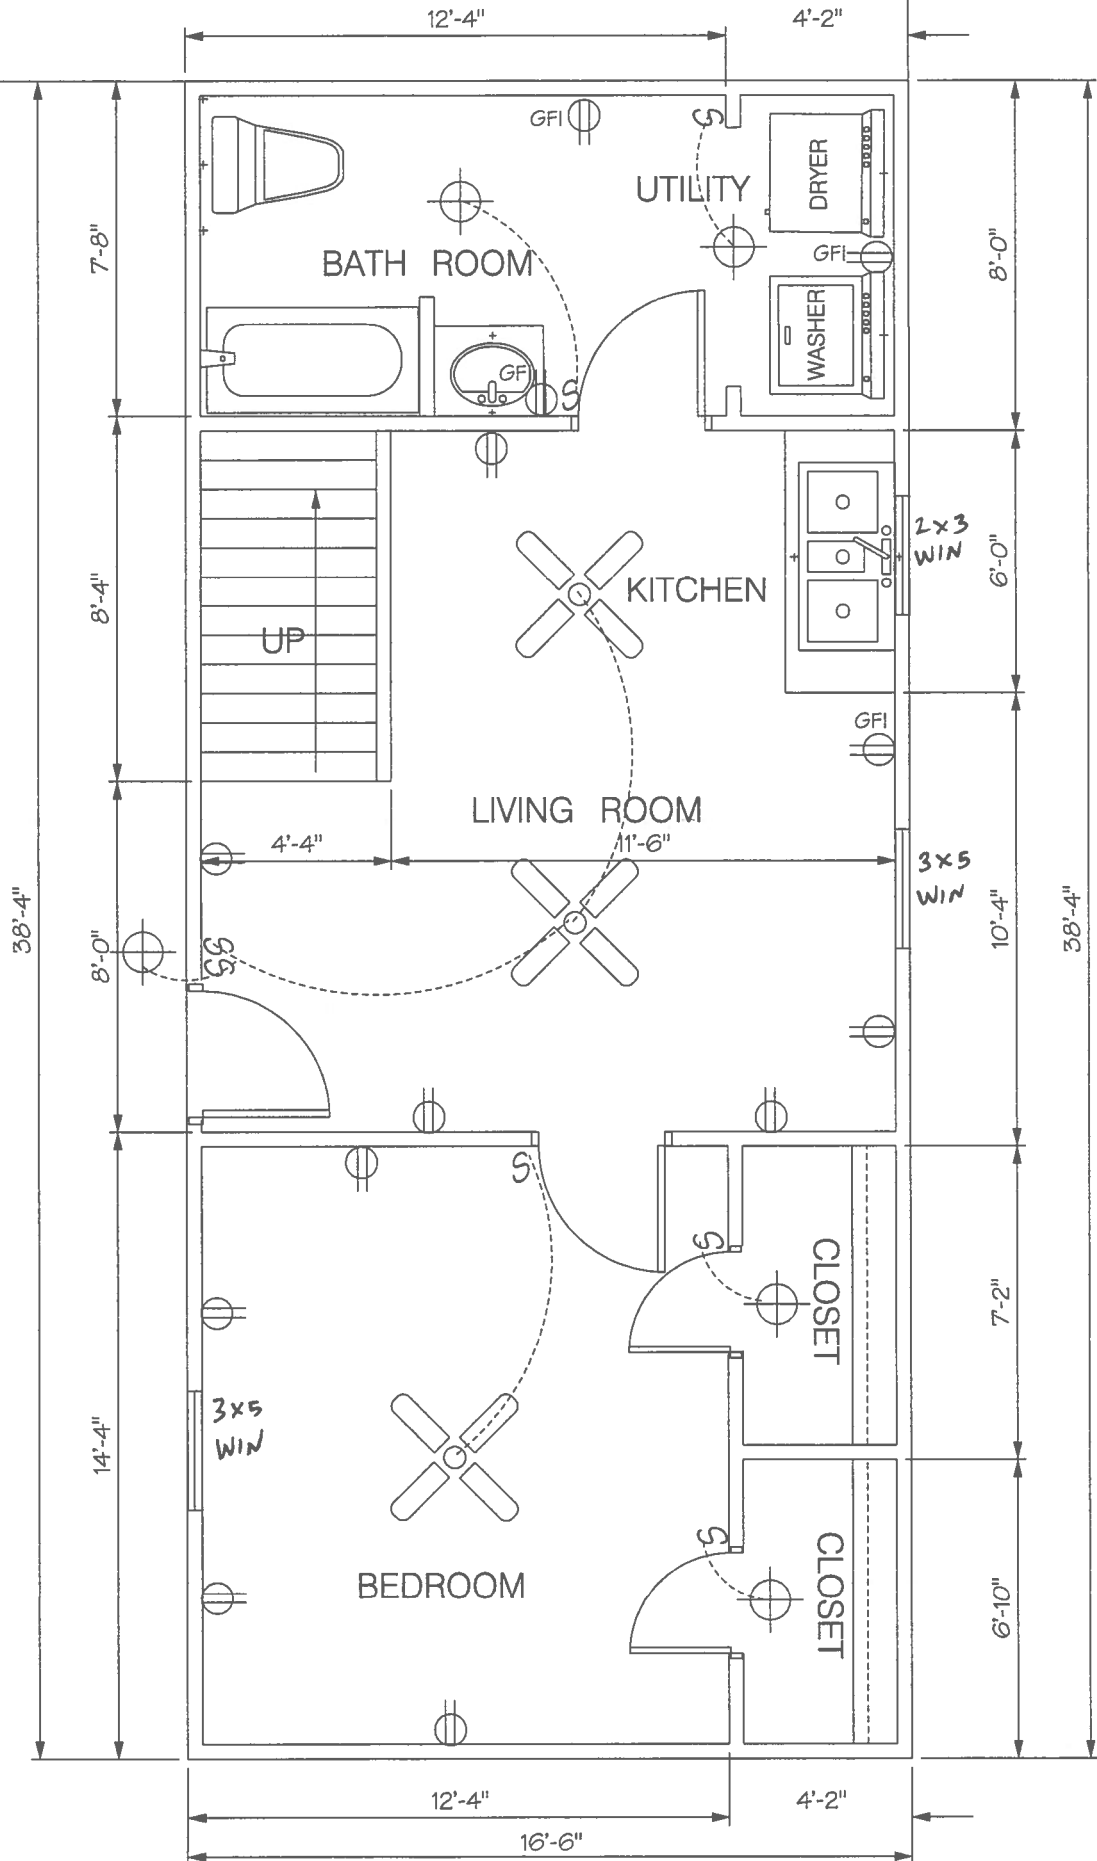 12'-4"
4'-2"
GFI
S
DRYER
UTILITY
7'-8"
8'-0"
BATH ROOM
GFI
WASHER
GFI
S
2x3
WIN
6'-0"
8'-4"
KITCHEN
UP
GFI
LIVING ROOM
4'-4"
11'-6"
3x5
WIN
38'-4"
8'-0"
SS
10'-4"
38'-4"
S
S
CLOSET
7'-2"
3x5
WIN
14'-4"
S
CLOSET
BEDROOM
6'-10"
12'-4"
4'-2"
16'-6"